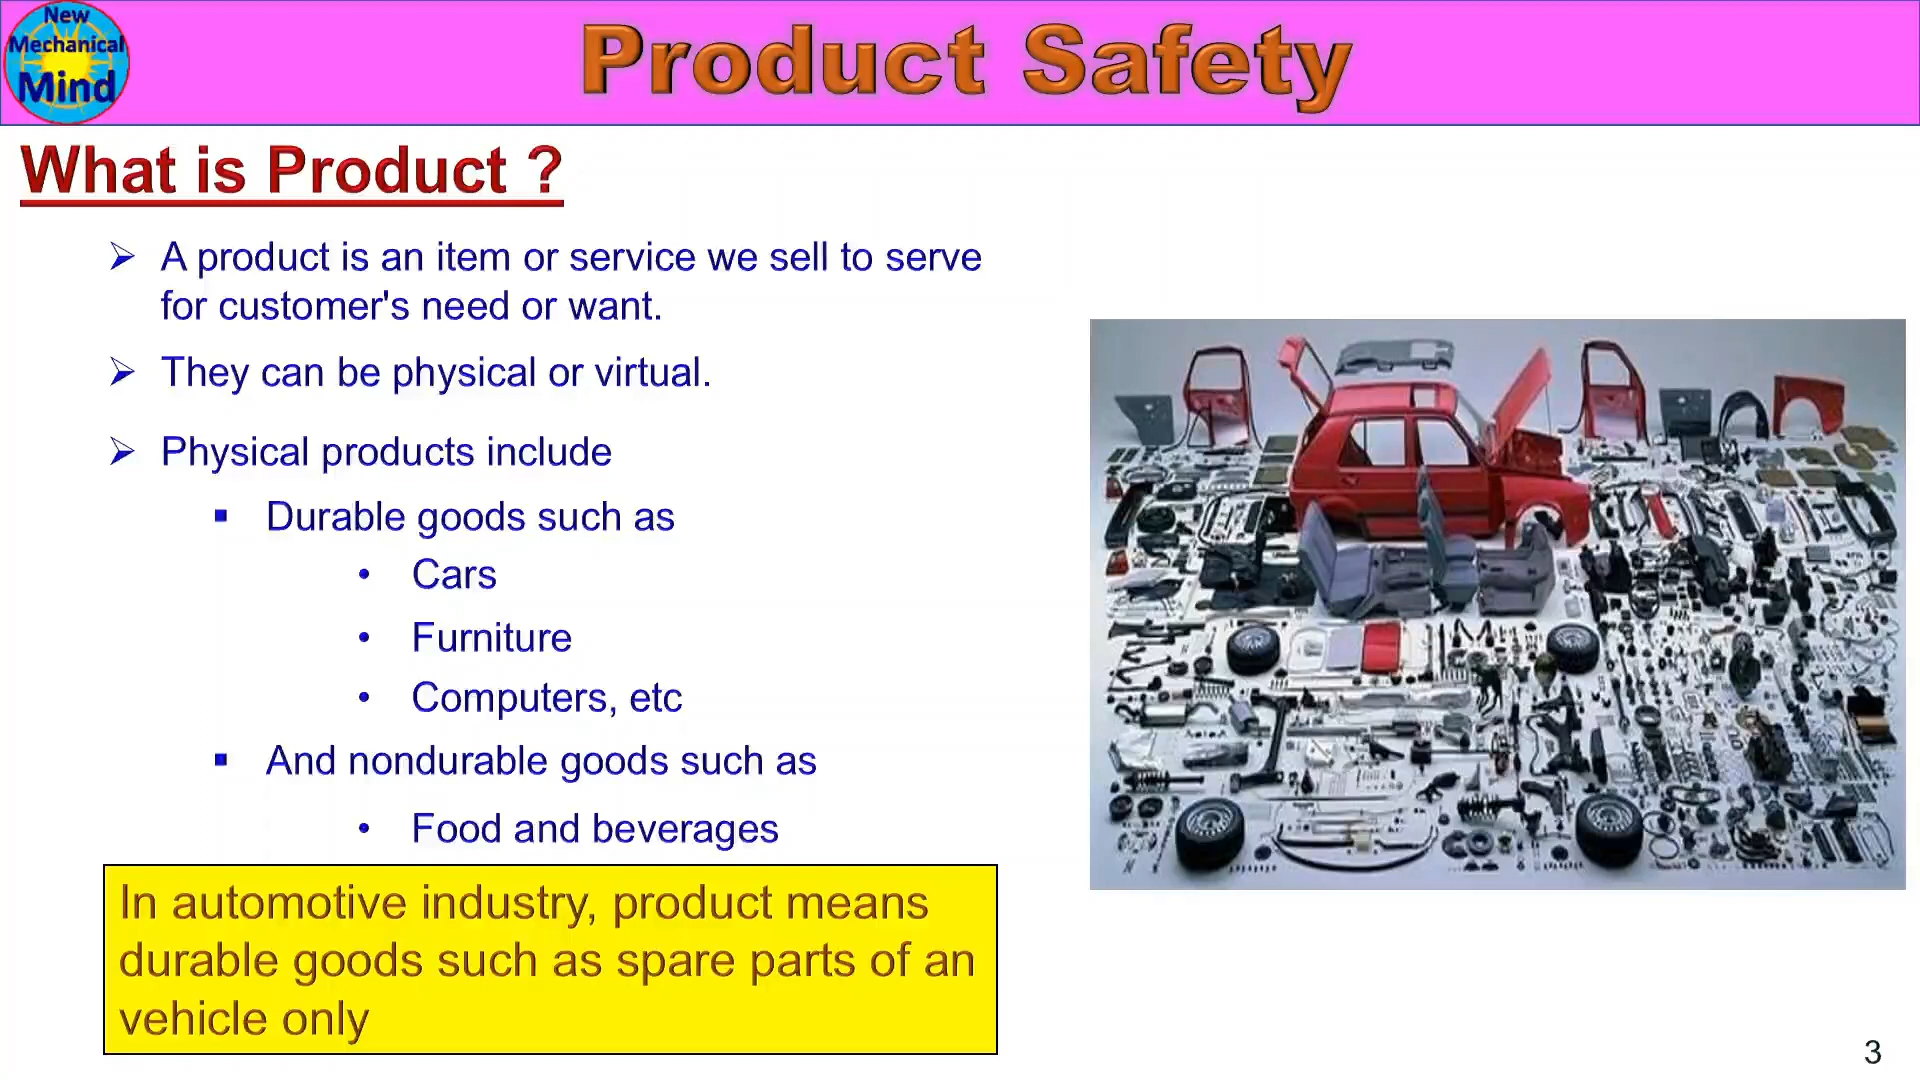 New
Mechanical
Mind
Product Safety
What is Product ?
A product is an item or service we sell to serve
for customer's need or want.
They can be physical or virtual.
Physical products include
Durable goods such as
Cars
Furniture
Computers, etc
And nondurable goods such as
Food and beverages
In automotive industry, product means
durable goods such as spare parts of an
vehicle only
3